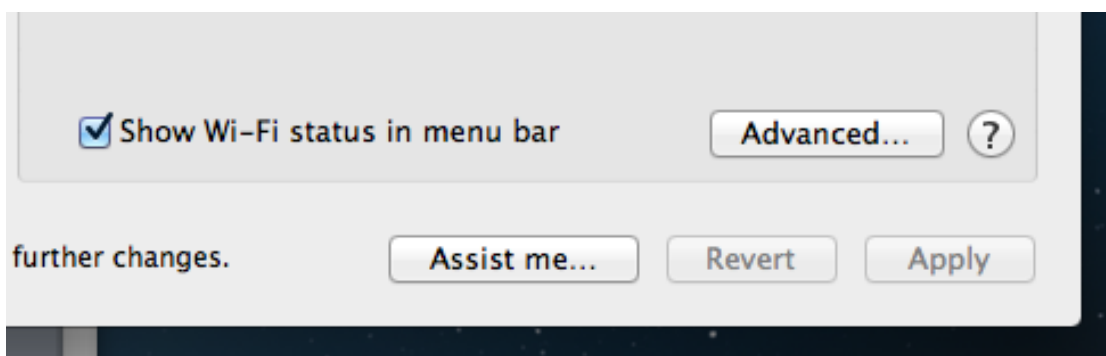 Show Wi-Fi status in menu bar Advanced... ?
further changes. Assist me... Revert Apply